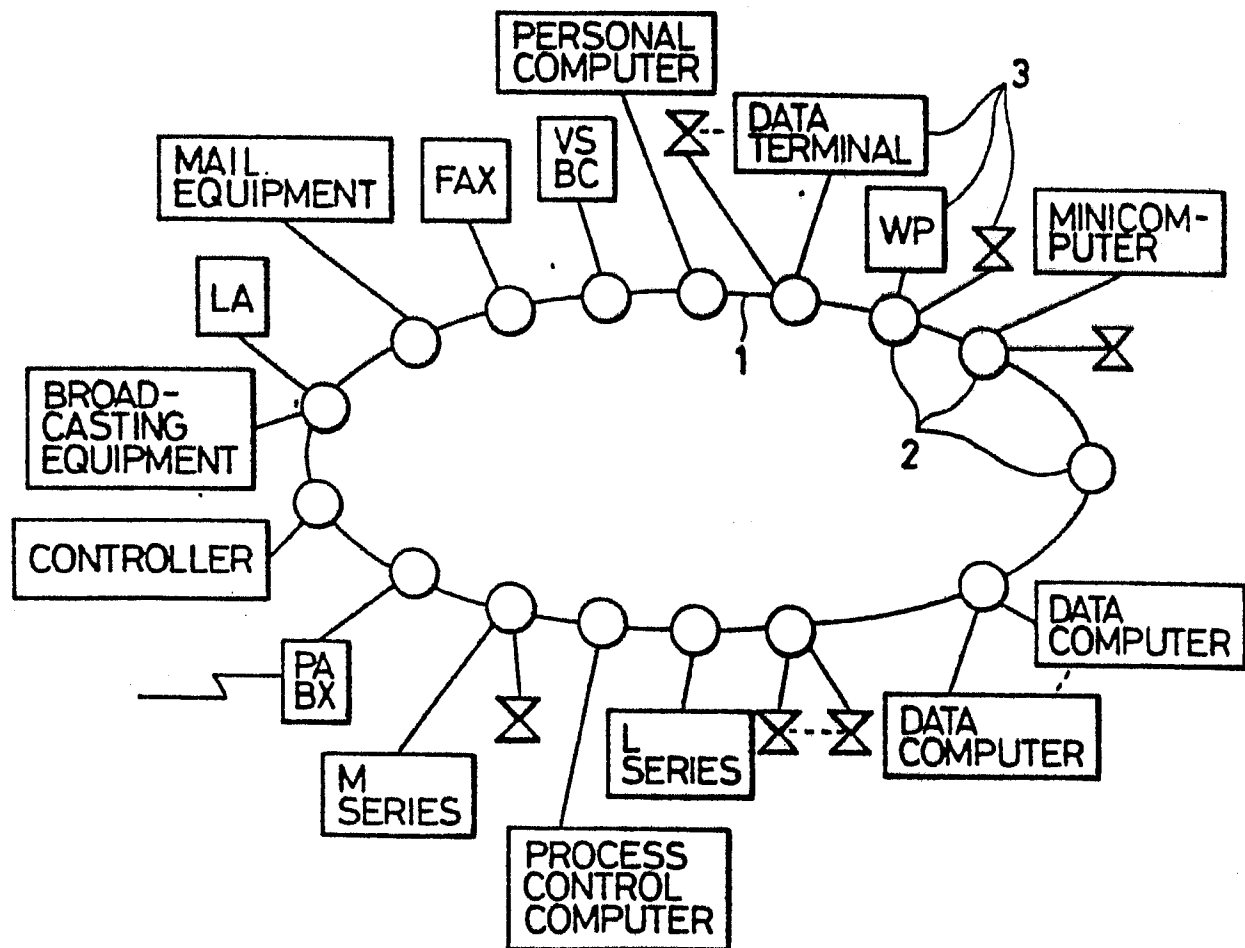 PERSONAL
COMPUTER
3
DATA
TERMINAL
VS
BC
MAIL.
EQUIPMENT
FAX
WP
MINICOM-
PUTER
LA
1
BROAD-
CASTING
EQUIPMENT
2
CONTROLLER
DATA
COMPUTER
PA
BX
L
SERIES
DATA
COMPUTER
M
SERIES
PROCESS
CONTROL
COMPUTER